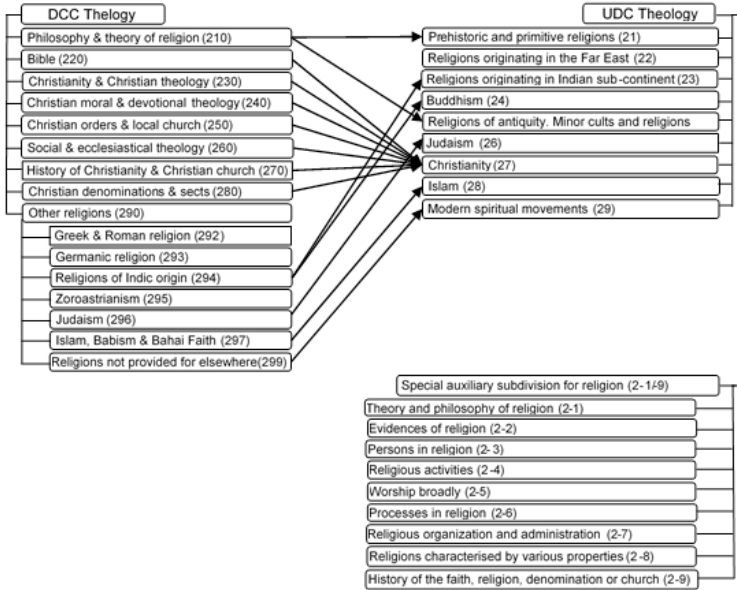 DCC Thelogy
Philosophy & theory of religion (210)
Bible (220)
Christianity & Christian theology (230)
Christian moral & devotional theology (240)
Christian orders & local church (250)
Social & ecclesiastical theology (260)
History of Christianity & Christian church (270)
Christian denominations & sects (280)
Other religions (290)
Greek & Roman religion (292)
Germanic religion (293)
Religions of Indic origin (294)
Zoroastrianism (295)
Judaism (296)
Islam, Babism & Bahai Faith (297)
Religions not provided for elsewhere(299)
UDC Theology
Prehistoric and primitive religions (21)
Religions originating in the Far East (22)
Religions originating in Indian sub-continent (23)
Buddhism (24)
Religions of antiquity. Minor cults and religions
Judaism (26)
Christianity (27)
Islam (28)
Modern spiritual movements (29)
Special auxiliary subdivision for religion (2-1/-9)
Theory and philosophy of religion (2-1)
Evidences of religion (2-2)
Persons in religion (2-3)
Religious activities (2-4)
Worship broadly (2-5)
Processes in religion (2-6)
Religious organization and administration (2-7)
Religions characterised by various properties (2-8)
History of the faith, religion, denomination or church (2-9)